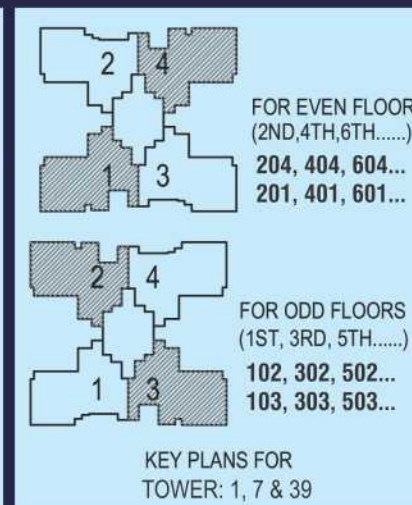 2 4
1 3
FOR EVEN FLOOR
(2ND,4TH,6TH......)
204, 404, 604...
201, 401, 601...
2 4
1 3
FOR ODD FLOORS
(1ST, 3RD, 5TH......)
102, 302, 502...
103, 303, 503...
KEY PLANS FOR
TOWER: 1, 7 & 39